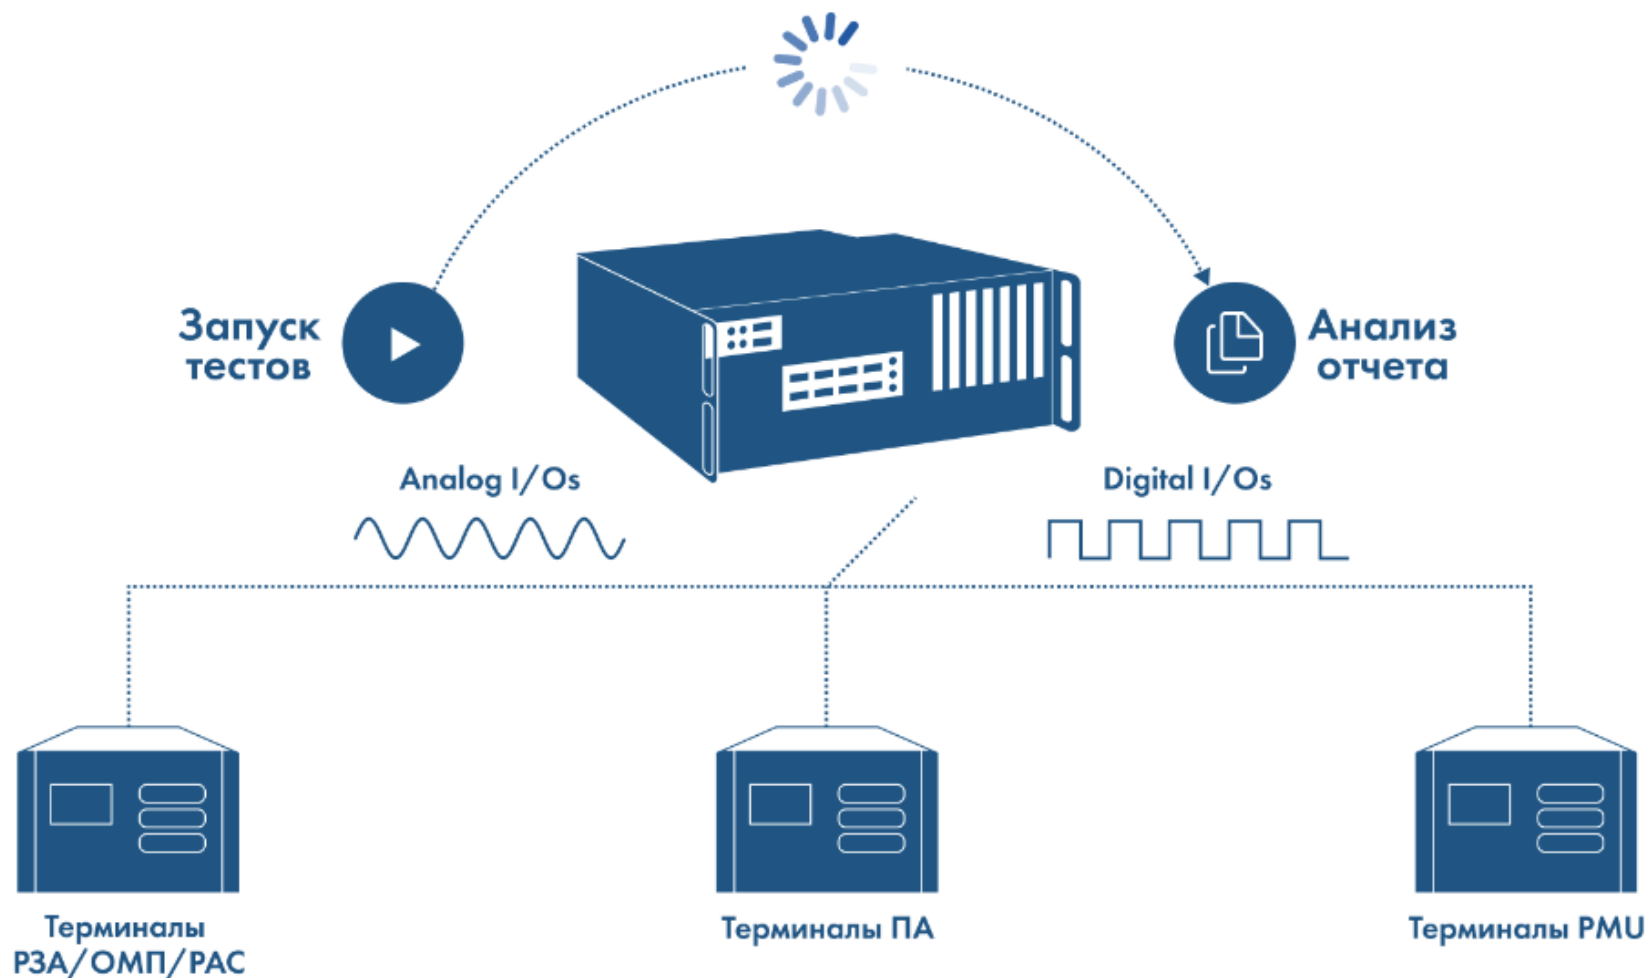 Запуск
тестов
Анализ
отчета
Analog I/Os
Digital I/Os
Терминалы
РЗА/ОМП/РАС
Терминалы ПА
Терминалы PMU